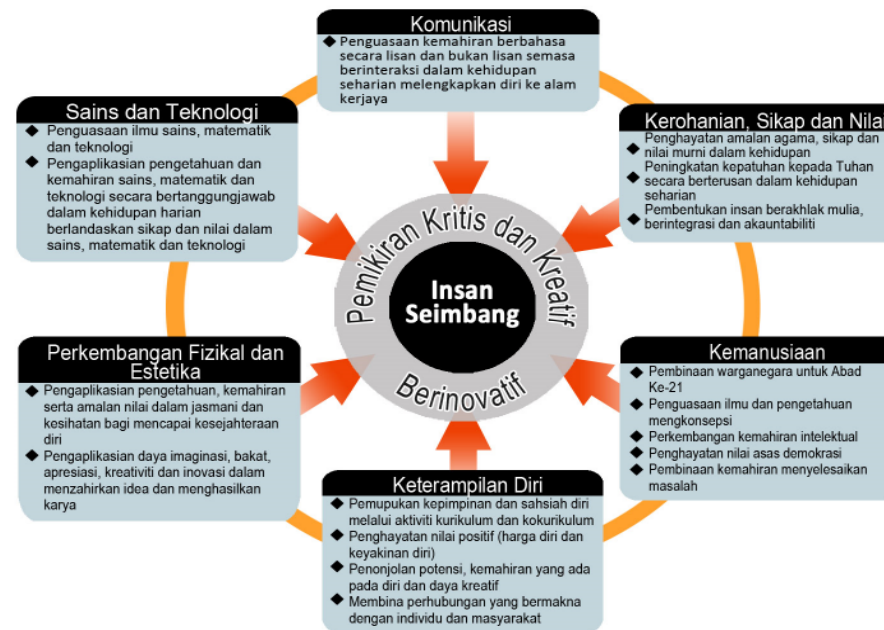 Komunikasi
◆ Penguasaan kemahiran berbahasa
secara lisan dan bukan lisan semasa
berinteraksi dalam kehidupan
seharian melengkapkan diri ke alam
kerjaya
Sains dan Teknologi
◆ Penguasaan ilmu sains, matematik
dan teknologi
◆ Pengaplikasian pengetahuan dan
kemahiran sains, matematik dan
teknologi secara bertanggungjawab
dalam kehidupan harian
berlandaskan sikap dan nilai dalam
sains, matematik dan teknologi
Kerohanian, Sikap dan Nilai
◆ Penghayatan amalan agama, sikap dan
nilai murni dalam kehidupan
◆ Peningkatan kepatuhan kepada Tuhan
secara berterusan dalam kehidupan
seharian
◆ Pembentukan insan berakhlak mulia,
berintegrasi dan akauntabiliti
Pemikiran Kritis dan Kreatif
Insan
Seimbang
Berinovatif
Perkembangan Fizikal dan
Estetika
◆ Pengaplikasian pengetahuan, kemahiran
serta amalan nilai dalam jasmani dan
kesihatan bagi mencapai kesejahteraan
diri
◆ Pengaplikasian daya imaginasi, bakat,
apresiasi, kreativiti dan inovasi dalam
menzahirkan idea dan menghasilkan
karya
Kemanusiaan
◆ Pembinaan warganegara untuk Abad
Ke-21
◆ Penguasaan ilmu dan pengetahuan
mengkonsepsi
◆ Perkembangan kemahiran intelektual
◆ Penghayatan nilai asas demokrasi
◆ Pembinaan kemahiran menyelesaikan
masalah
Keterampilan Diri
◆ Pemupukan kepimpinan dan sahsiah diri
melalui aktiviti kurikulum dan kokurikulum
◆ Penghayatan nilai positif (harga diri dan
keyakinan diri)
◆ Penonjolan potensi, kemahiran yang ada
pada diri dan daya kreatif
◆ Membina perhubungan yang bermakna
dengan individu dan masyarakat